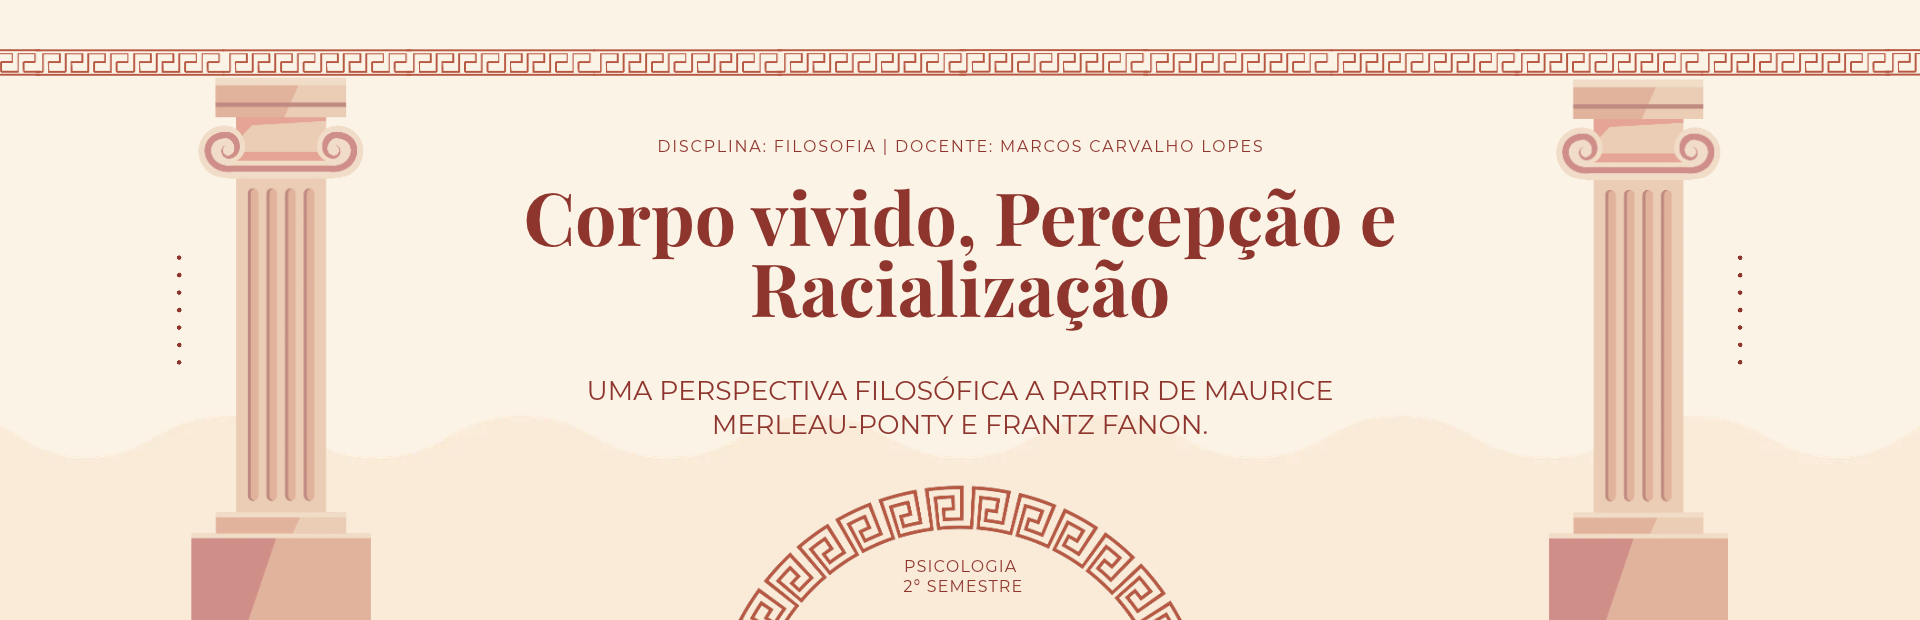 DISCPLINA: FILOSOFIA | DOCENTE: MARCOS CARVALHO LOPES
Corpo vivido, Percepção e
Racialização
UMA PERSPECTIVA FILOSÓFICA A PARTIR DE MAURICE
MERLEAU-PONTY E FRANTZ FANON.
PSICOLOGIA
2° SEMESTRE